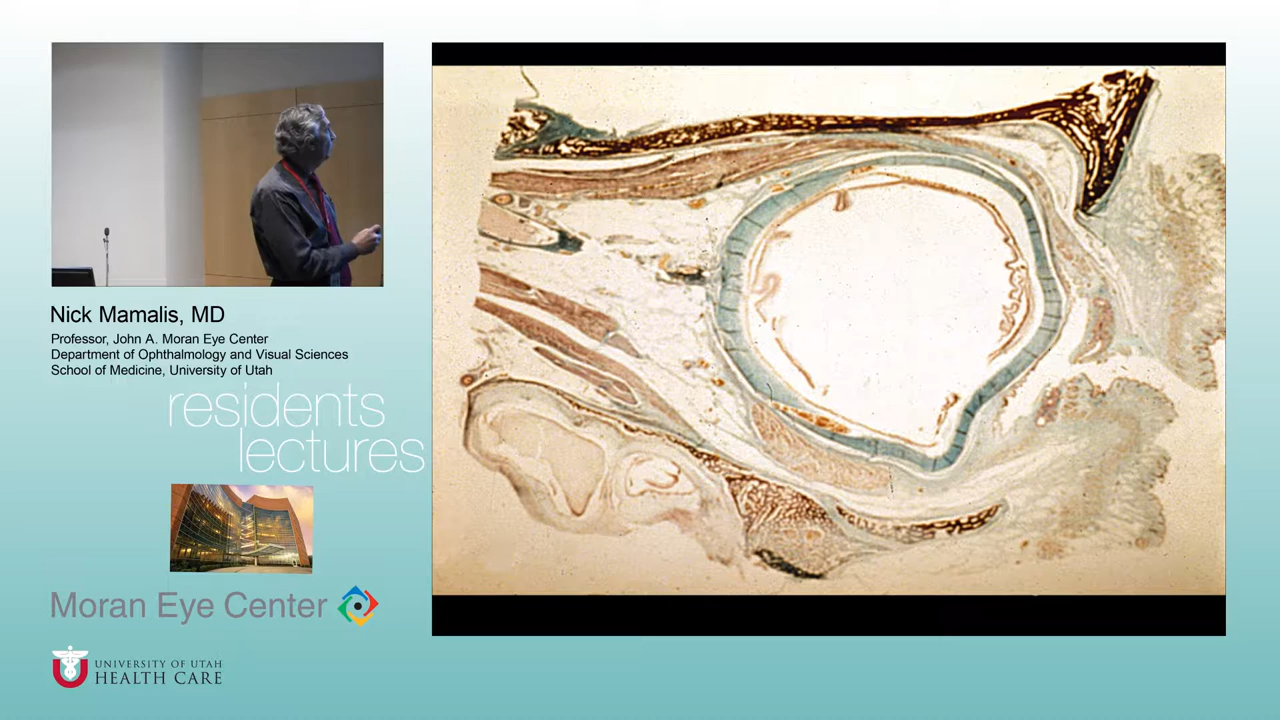 Nick Mamalis, MD
Professor, John A. Moran Eye Center
Department of Ophthalmology and Visual Sciences
School of Medicine, University of Utah
residents
lectures
Moran Eye Center
UNIVERSITY OF UTAH
HEALTH CARE